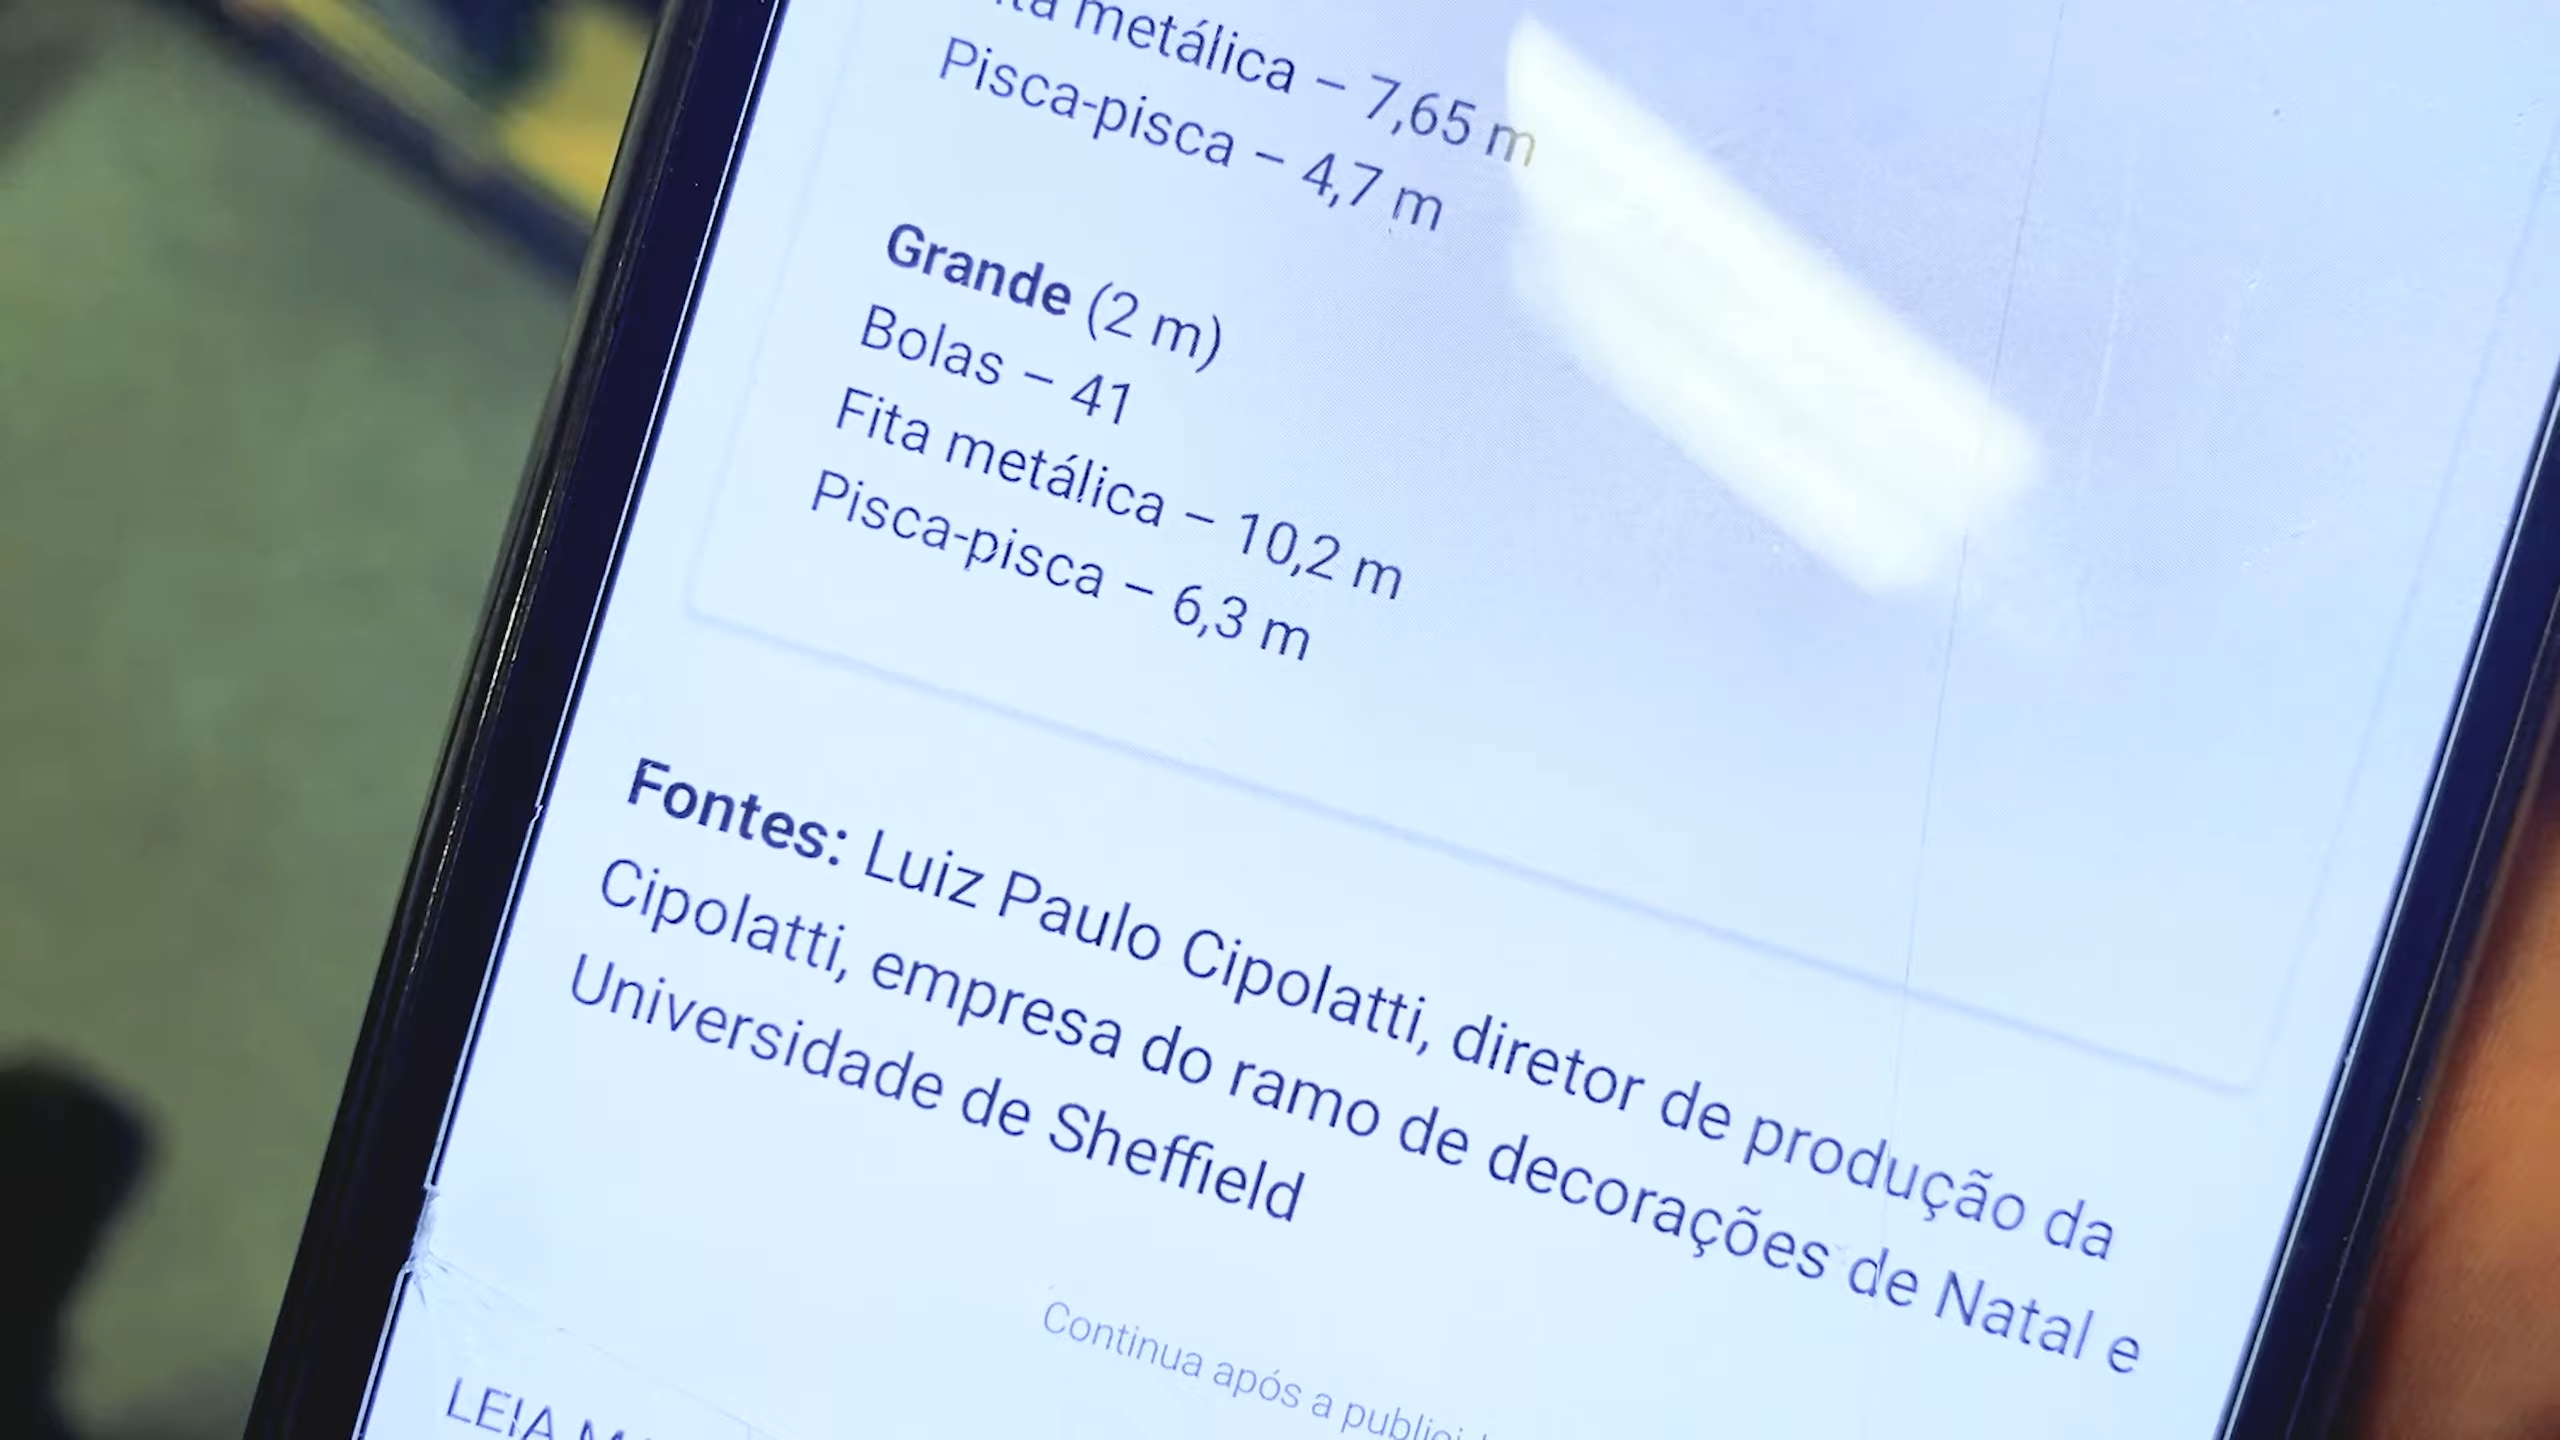 metálica – 7,65 m
Pisca-pisca – 4,7 m
Grande (2 m)
Bolas – 41
Fita metálica – 10,2 m
Pisca-pisca – 6,3 m
Fontes: Luiz Paulo Cipolatti, diretor de produção da
Cipolatti, empresa do ramo de decorações de Natal e
Universidade de Sheffield
Continua após a
LEIA